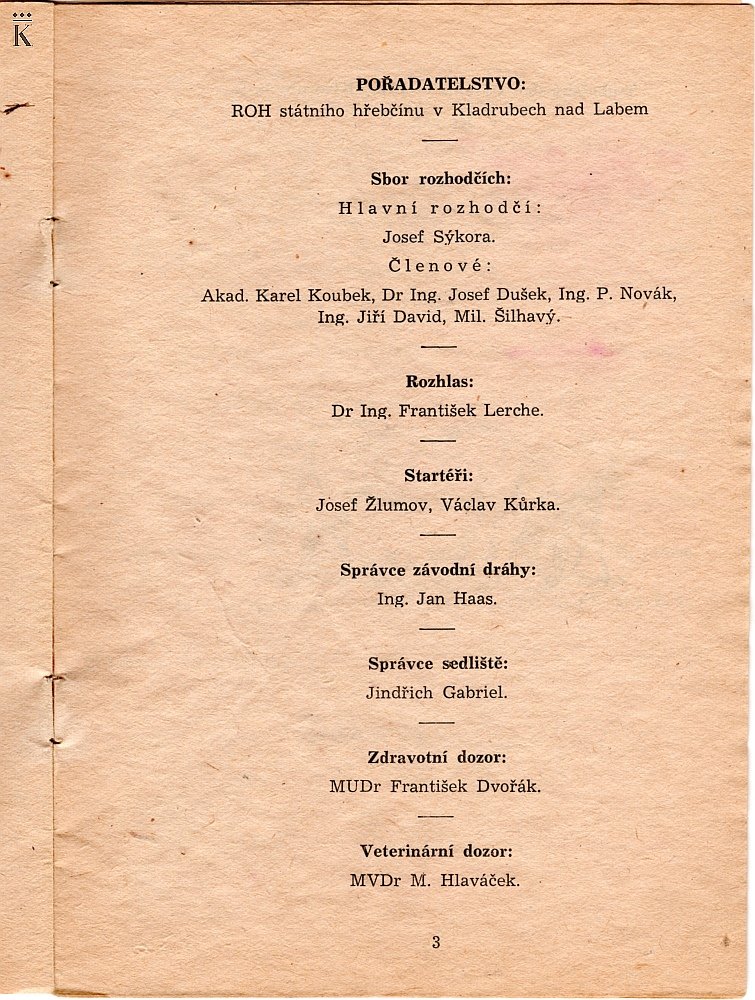 K
POŘADATELSTVO:
ROH státního hřebčínu v Kladrubech nad Labem
Sbor rozhodčích:
Hlavní rozhodčí:
Josef Sýkora.
Členové:
Akad. Karel Koubek, Dr Ing. Josef Dušek, Ing. P. Novák,
Ing. Jiří David, Mil. Šilhavý.
Rozhlas:
Dr Ing. František Lerche.
Startéři:
Josef Žlumov, Václav Kůrka.
Správce závodní dráhy:
Ing. Jan Haas.
Správce sedliště:
Jindřich Gabriel.
Zdravotní dozor:
MUDr František Dvořák.
Veterinární dozor:
MVDr M. Hlaváček.
3